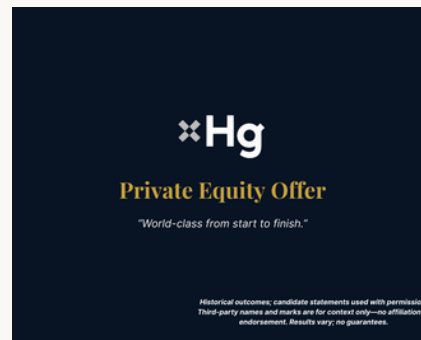 Hg
Private Equity Offer
"World-class from start to finish."
Historical outcomes; candidate statements used with
Third-party names and marks are for context only—no affiliation
endorsement. Results vary; no guarantees.